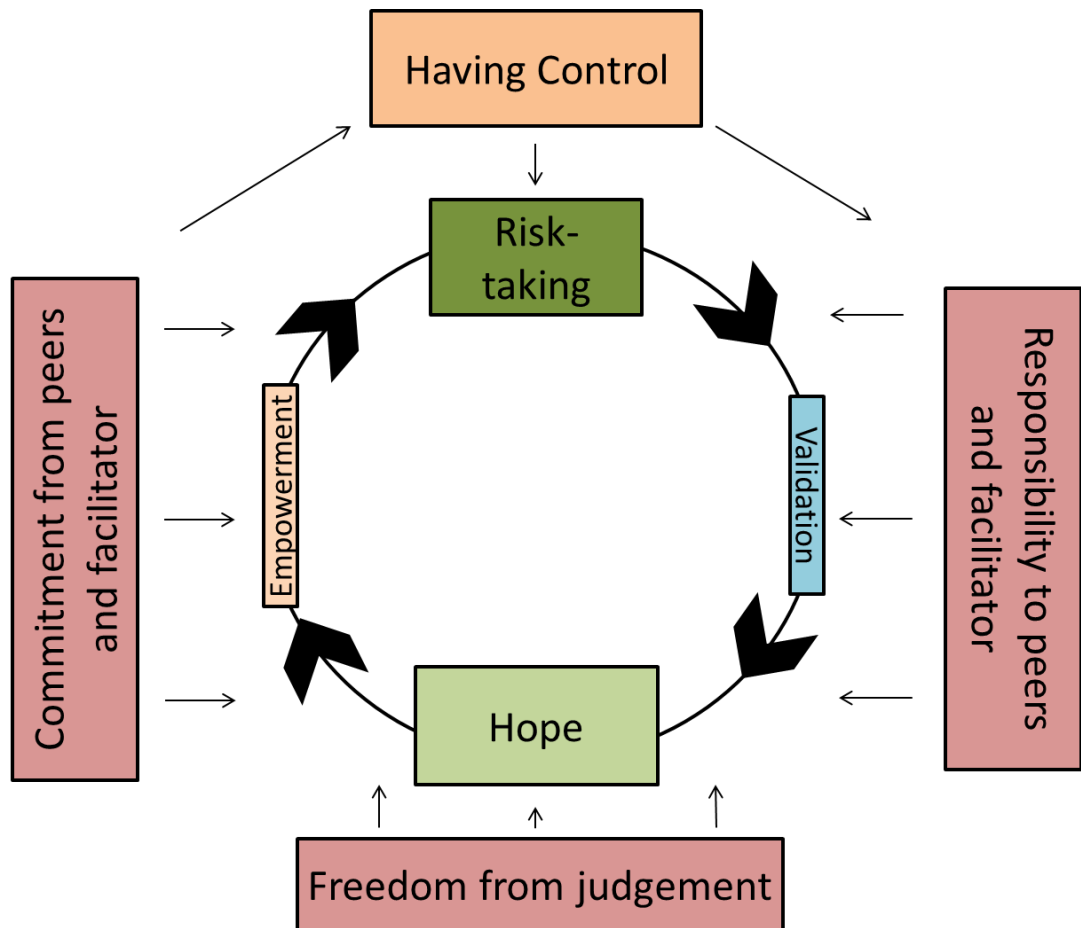 Having Control
Risk-
taking
Commitment from peers
and facilitator
Empowerment
Validation
Responsibility to peers
and facilitator
Hope
Freedom from judgement